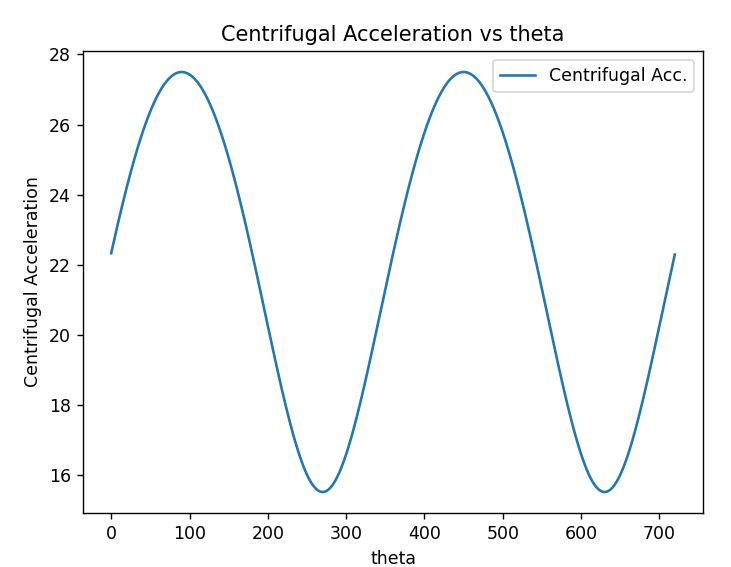 Centrifugal Acceleration vs theta
Centrifugal Acc.
Centrifugal Acceleration
28
26
24
22
20
18
16
0 100 200 300 400 500 600 700
theta